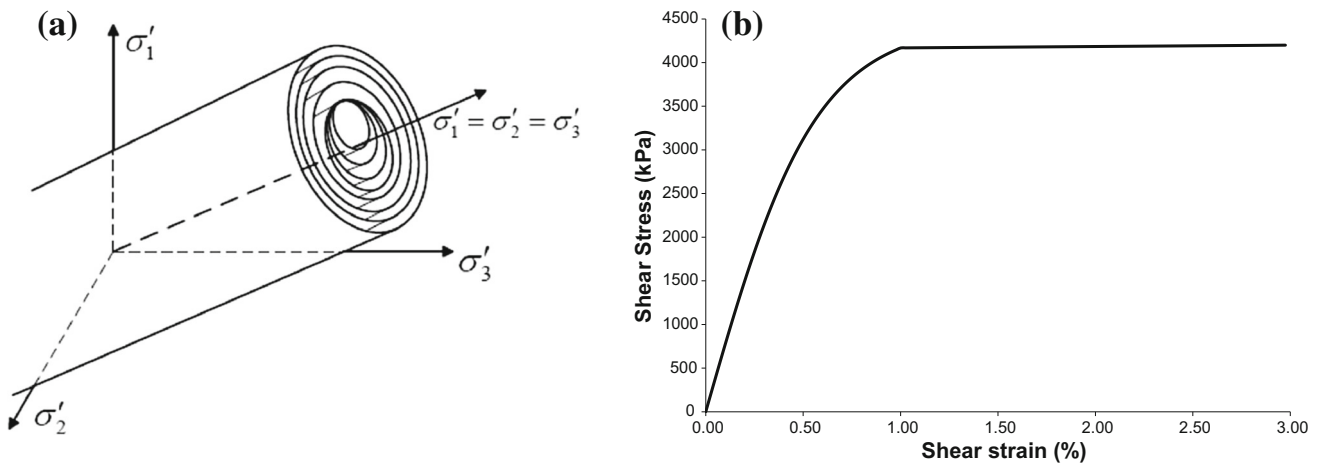 (a)
σ′₁
σ′₁ = σ′₂ = σ′₃
σ′₃
σ′₂
(b)
Shear Stress (kPa)
4500
4000
3500
3000
2500
2000
1500
1000
500
0
0.00 0.50 1.00 1.50 2.00 2.50 3.00
Shear strain (%)